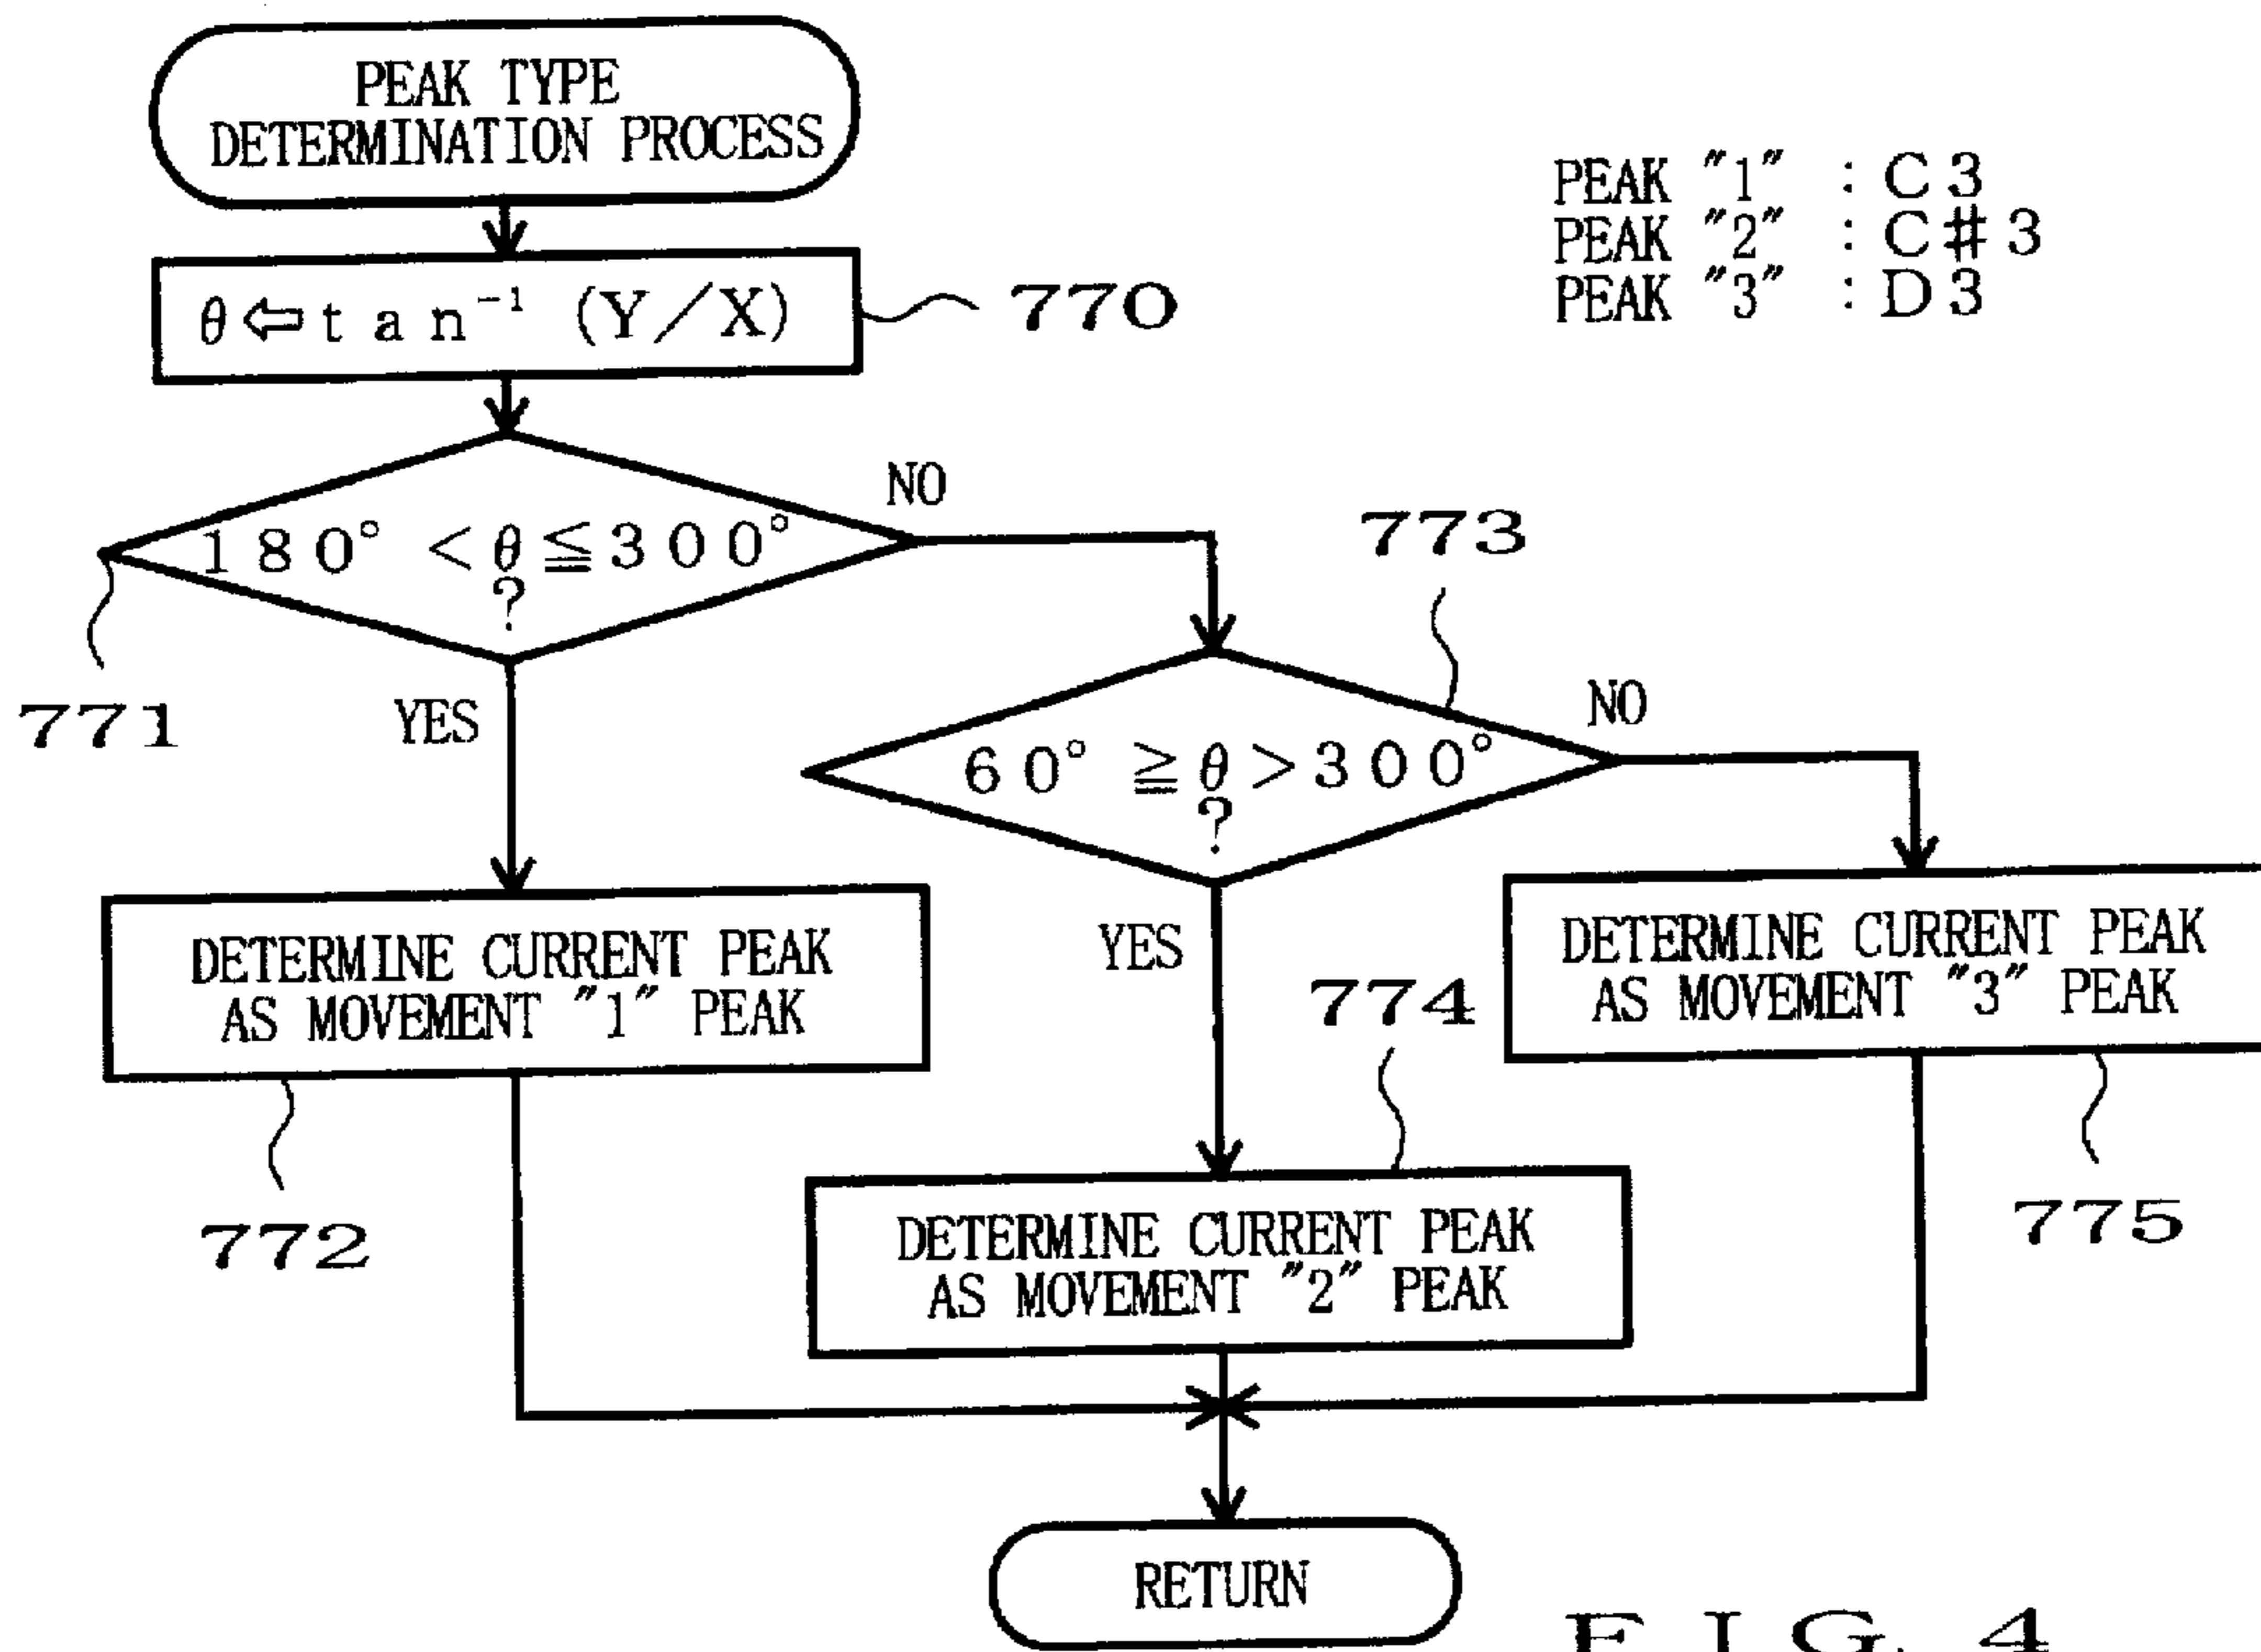 PEAK TYPE
DETERMINATION PROCESS
PEAK "1" : C3
PEAK "2" : C#3
PEAK "3" : D3
θ⇦tan⁻¹ (Y/X)
770
180° <θ≦300°
?
NO
YES
771
773
60° ≧θ>300°
?
NO
YES
DETERMINE CURRENT PEAK
AS MOVEMENT "1" PEAK
772
774
DETERMINE CURRENT PEAK
AS MOVEMENT "3" PEAK
775
DETERMINE CURRENT PEAK
AS MOVEMENT "2" PEAK
RETURN
FIG. 4